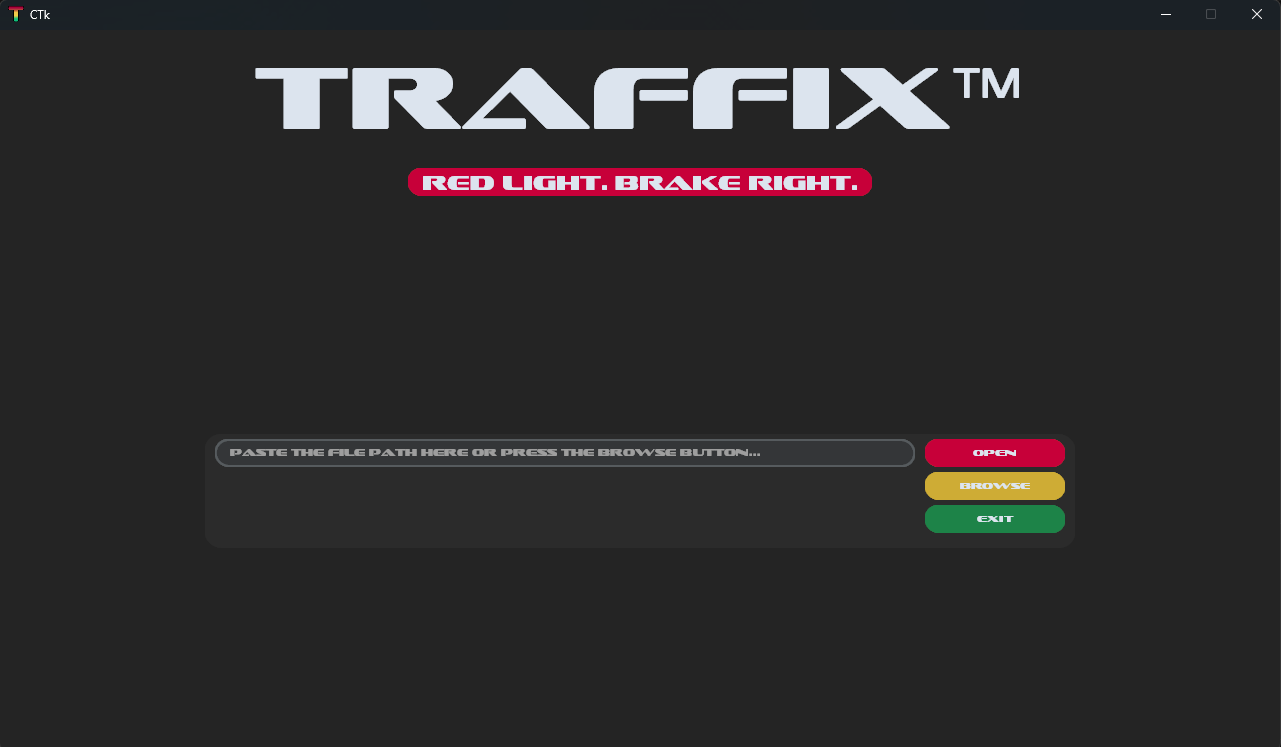 CTk
TRAFFIX™
RED LIGHT. BRAKE RIGHT.
PASTE THE FILE PATH HERE OR PRESS THE BROWSE BUTTON...
OPEN
BROWSE
EXIT